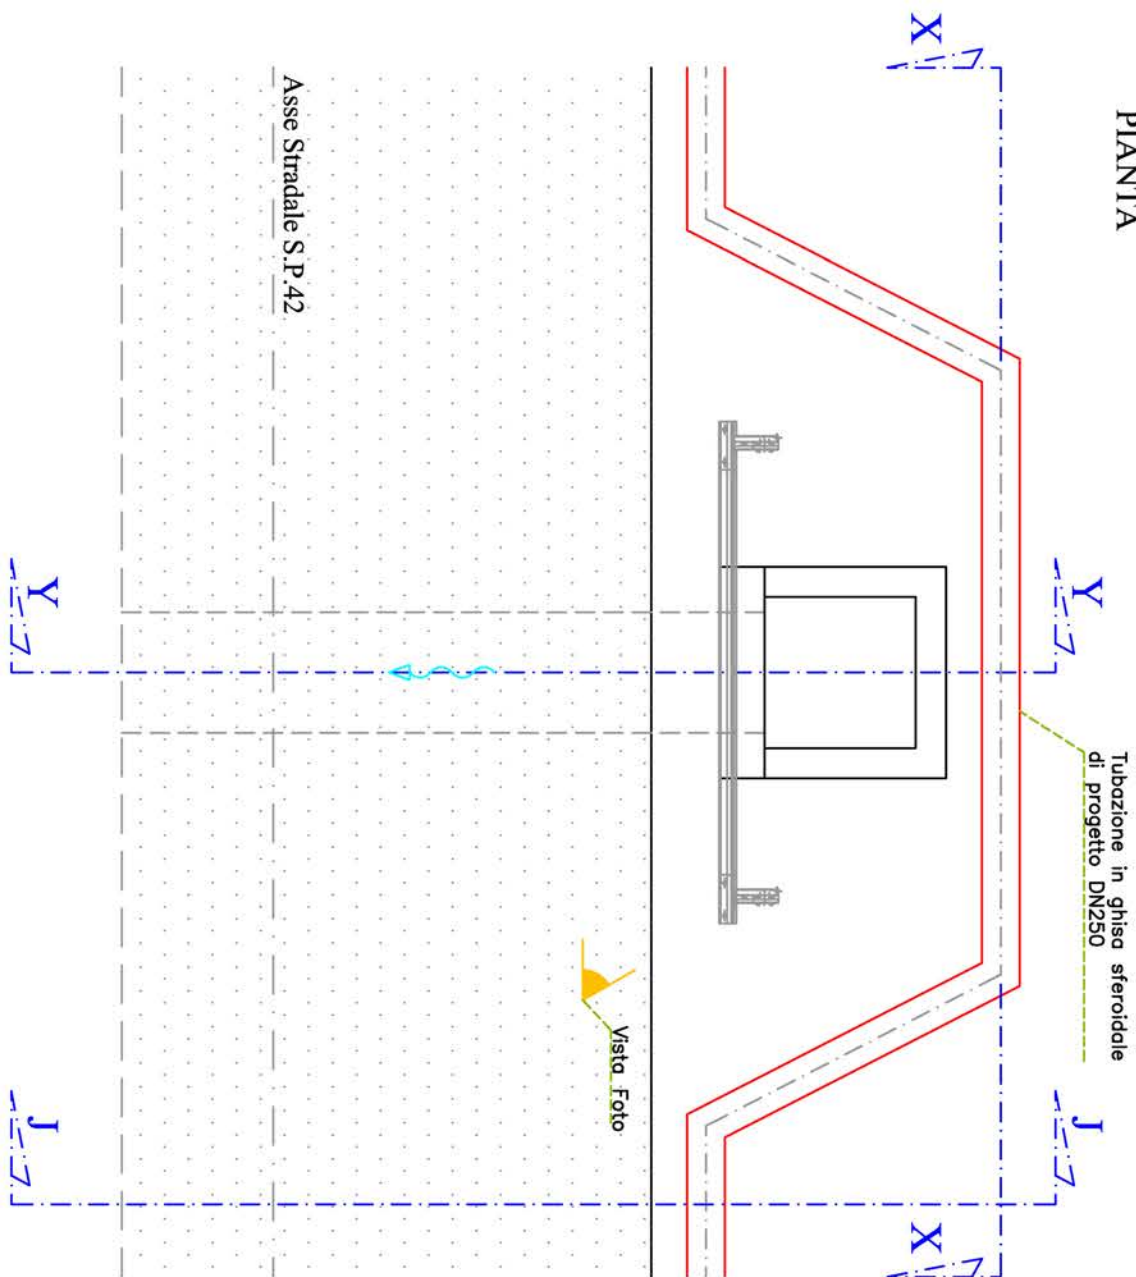 PIANTA
Tubazione in ghisa sferoidale
di progetto DN250
Y
J
X
X
Vista Foto
Asse Stradale S.P.42
Y
J